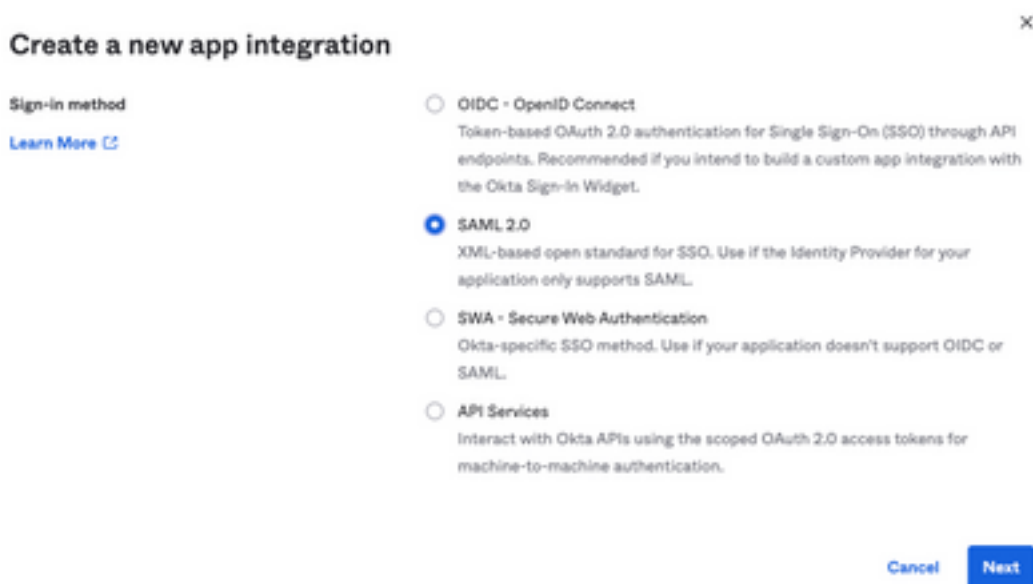 Create a new app integration
Sign-in method
Learn More
OIDC - OpenID Connect
Token-based OAuth 2.0 authentication for Single Sign-On (SSO) through API
endpoints. Recommended if you intend to build a custom app integration with
the Okta Sign-In Widget.
SAML 2.0
XML-based open standard for SSO. Use if the Identity Provider for your
application only supports SAML.
SWA - Secure Web Authentication
Okta-specific SSO method. Use if your application doesn't support OIDC or
SAML.
API Services
Interact with Okta APIs using the scoped OAuth 2.0 access tokens for
machine-to-machine authentication.
Cancel
Next